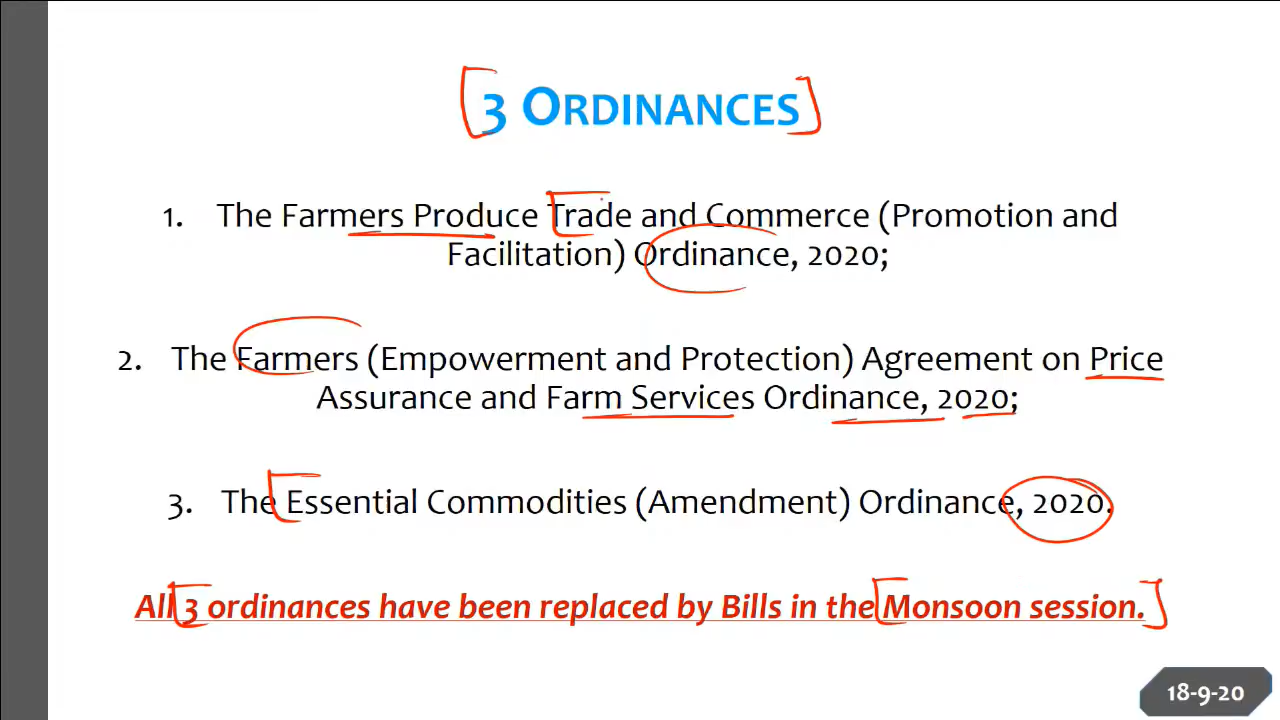 3 ORDINANCES
1. The Farmers Produce Trade and Commerce (Promotion and
Facilitation) Ordinance, 2020;
2. The Farmers (Empowerment and Protection) Agreement on Price
Assurance and Farm Services Ordinance, 2020;
3. The Essential Commodities (Amendment) Ordinance, 2020.
All 3 ordinances have been replaced by Bills in the Monsoon session.
18-9-20